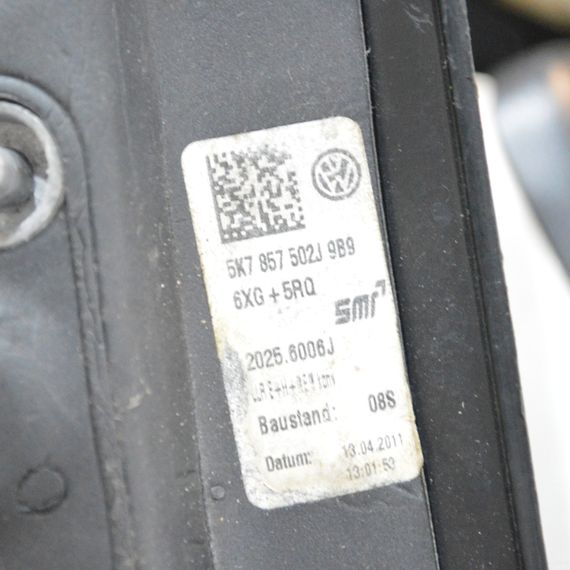 5K7 857 502J 9B9
6XG + 5RQ
smr
2025.6006J
Baustand: 08S
Datum: 13.04.2011
13:01:53